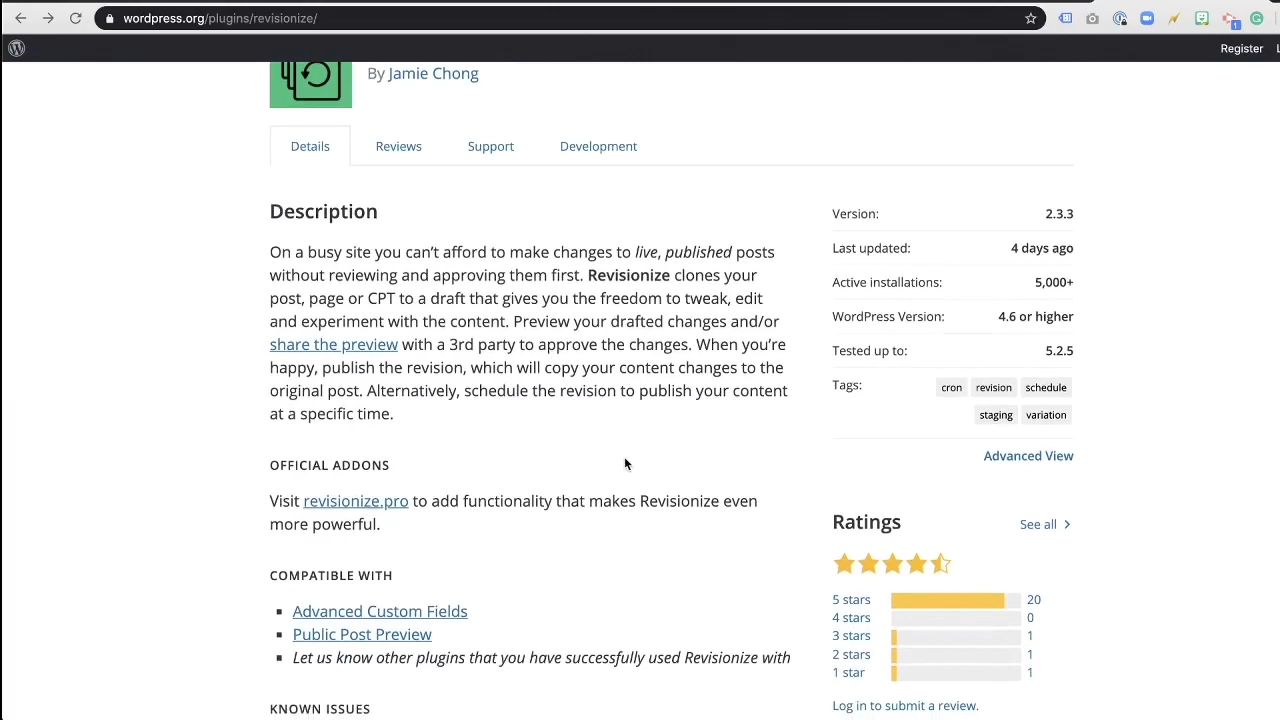 wordpress.org/plugins/revisionize/
1
Register
By Jamie Chong
Details
Reviews
Support
Development
Description
On a busy site you can’t afford to make changes to live, published posts
without reviewing and approving them first. Revisionize clones your
post, page or CPT to a draft that gives you the freedom to tweak, edit
and experiment with the content. Preview your drafted changes and/or
share the preview with a 3rd party to approve the changes. When you’re
happy, publish the revision, which will copy your content changes to the
original post. Alternatively, schedule the revision to publish your content
at a specific time.
OFFICIAL ADDONS
Visit revisionize.pro to add functionality that makes Revisionize even
more powerful.
COMPATIBLE WITH
Advanced Custom Fields
Public Post Preview
Let us know other plugins that you have successfully used Revisionize with
KNOWN ISSUES
Version: 2.3.3
Last updated: 4 days ago
Active installations: 5,000+
WordPress Version: 4.6 or higher
Tested up to: 5.2.5
Tags: cron revision schedule
staging variation
Advanced View
Ratings See all
5 stars 20
4 stars 0
3 stars 1
2 stars 1
1 star 1
Log in to submit a review.